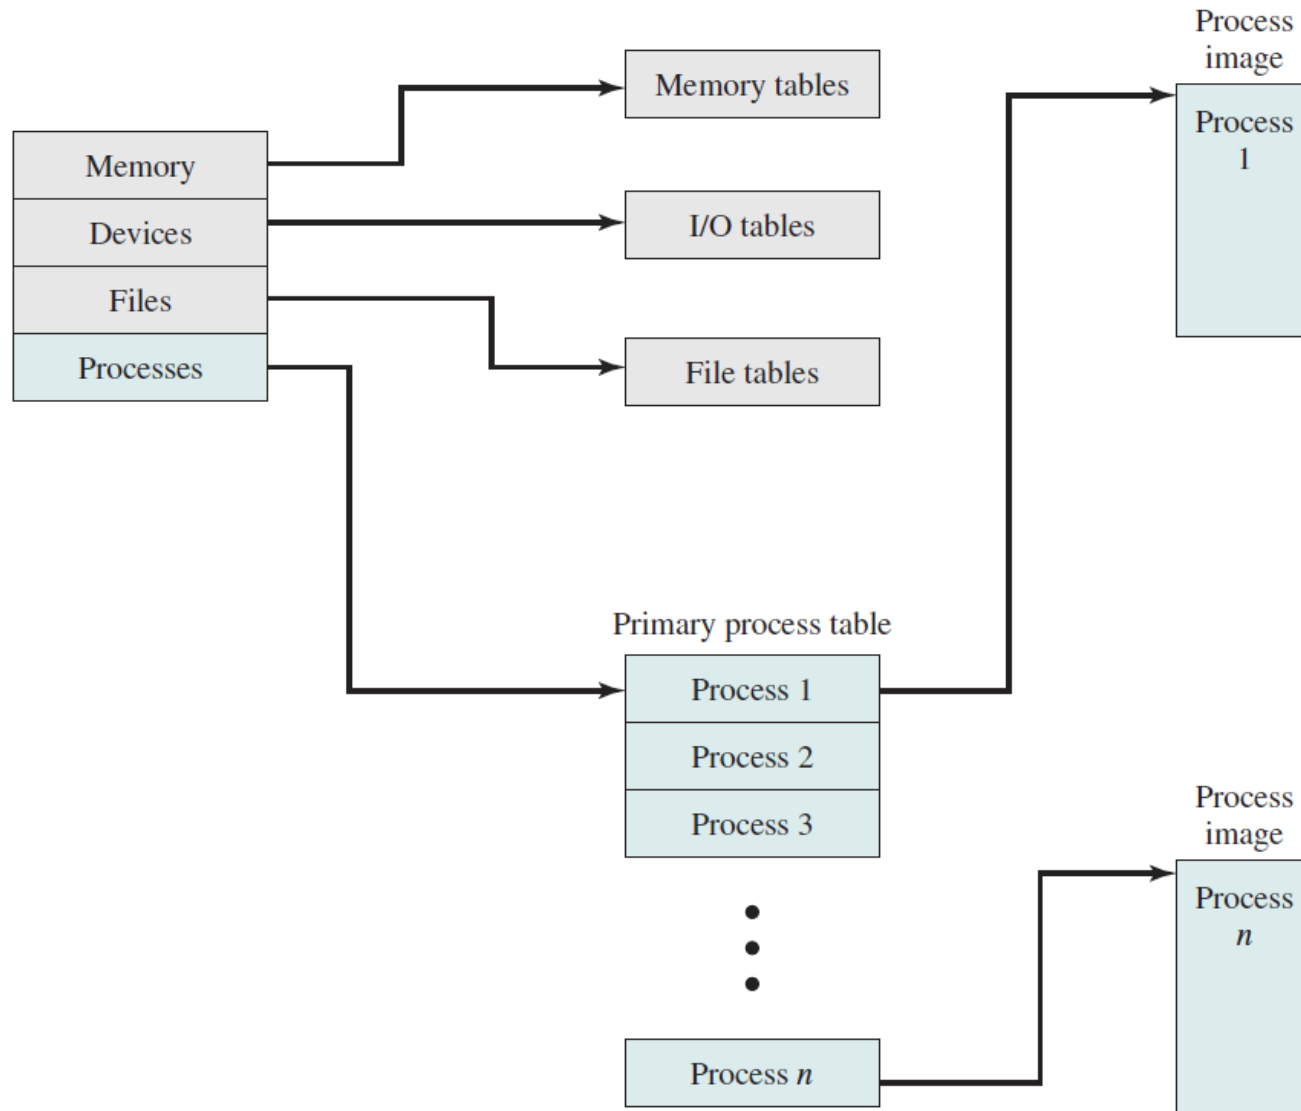 Memory
Devices
Files
Processes
Memory tables
I/O tables
File tables
Primary process table
Process 1
Process 2
Process 3
Process n
Process
image
Process
1
Process
image
Process
n